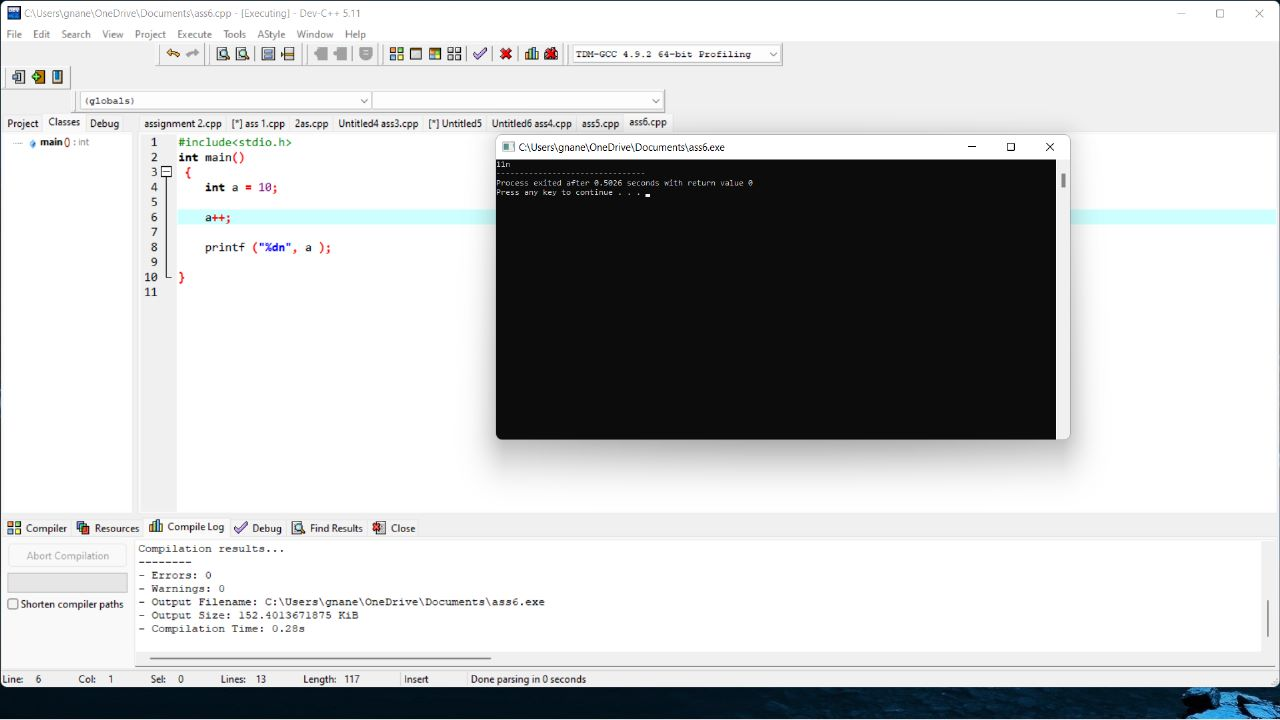 C:\Users\gnane\OneDrive\Documents\ass6.cpp - [Executing] - Dev-C++ 5.11
File Edit Search View Project Execute Tools AStyle Window Help
TDM-GCC 4.9.2 64-bit Profiling
(globals)
Project Classes Debug
assignment 2.cpp [*] ass 1.cpp 2as.cpp Untitled4 ass3.cpp [*] Untitled5 Untitled6 ass4.cpp ass5.cpp ass6.cpp
main () : int
1 #include<stdio.h>
2 int main()
3 {
4 int a = 10;
5
6 a++;
7
8 printf ("%dn", a );
9
10 }
11
C:\Users\gnane\OneDrive\Documents\ass6.exe
11n
--------------------------------
Process exited after 0.5026 seconds with return value 0
Press any key to continue . . .
Compiler Resources Compile Log Debug Find Results Close
Abort Compilation
Shorten compiler paths
Compilation results...
--------
- Errors: 0
- Warnings: 0
- Output Filename: C:\Users\gnane\OneDrive\Documents\ass6.exe
- Output Size: 152.4013671875 KiB
- Compilation Time: 0.28s
Line: 6 Col: 1 Sel: 0 Lines: 13 Length: 117 Insert Done parsing in 0 seconds